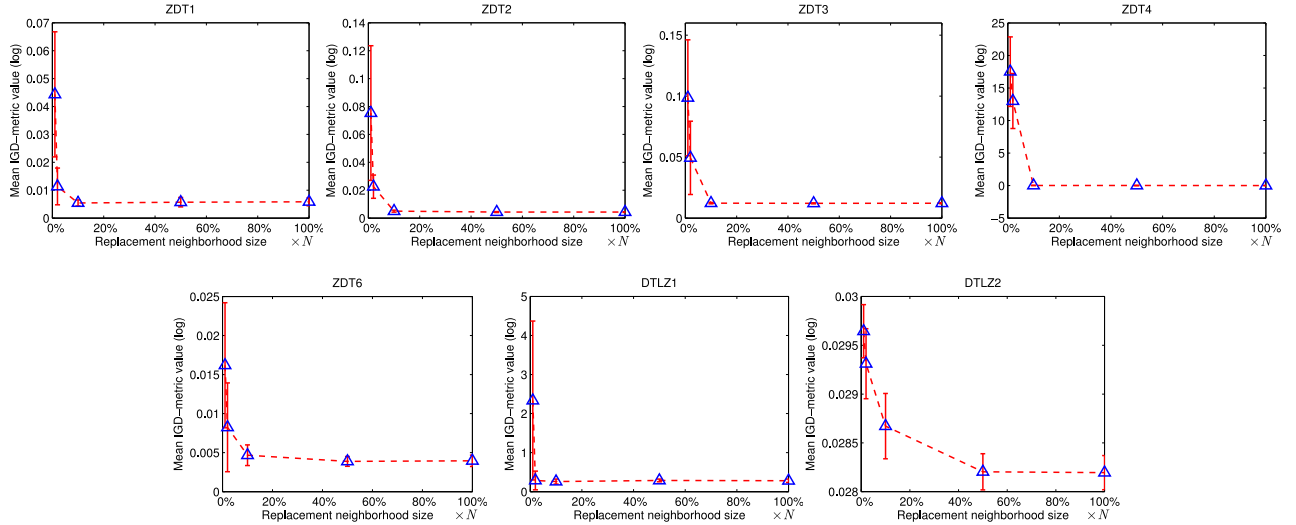 ZDT1
0.07
0.06
0.05
0.04
0.03
0.02
0.01
0
Mean IGD−metric value (log)
0% 20% 40% 60% 80% 100%
Replacement neighborhood size × N
ZDT2
0.14
0.12
0.1
0.08
0.06
0.04
0.02
0
Mean IGD−metric value (log)
0% 20% 40% 60% 80% 100%
Replacement neighborhood size × N
ZDT3
0.15
0.1
0.05
0
Mean IGD−metric value (log)
0% 20% 40% 60% 80% 100%
Replacement neighborhood size × N
ZDT4
25
20
15
10
5
0
−5
Mean IGD−metric value (log)
0% 20% 40% 60% 80% 100%
Replacement neighborhood size × N
ZDT6
0.025
0.02
0.015
0.01
0.005
0
Mean IGD−metric value (log)
0% 20% 40% 60% 80% 100%
Replacement neighborhood size × N
DTLZ1
5
4
3
2
1
0
Mean IGD−metric value (log)
0% 20% 40% 60% 80% 100%
Replacement neighborhood size × N
DTLZ2
0.03
0.0295
0.029
0.0285
0.028
Mean IGD−metric value (log)
0% 20% 40% 60% 80% 100%
Replacement neighborhood size × N